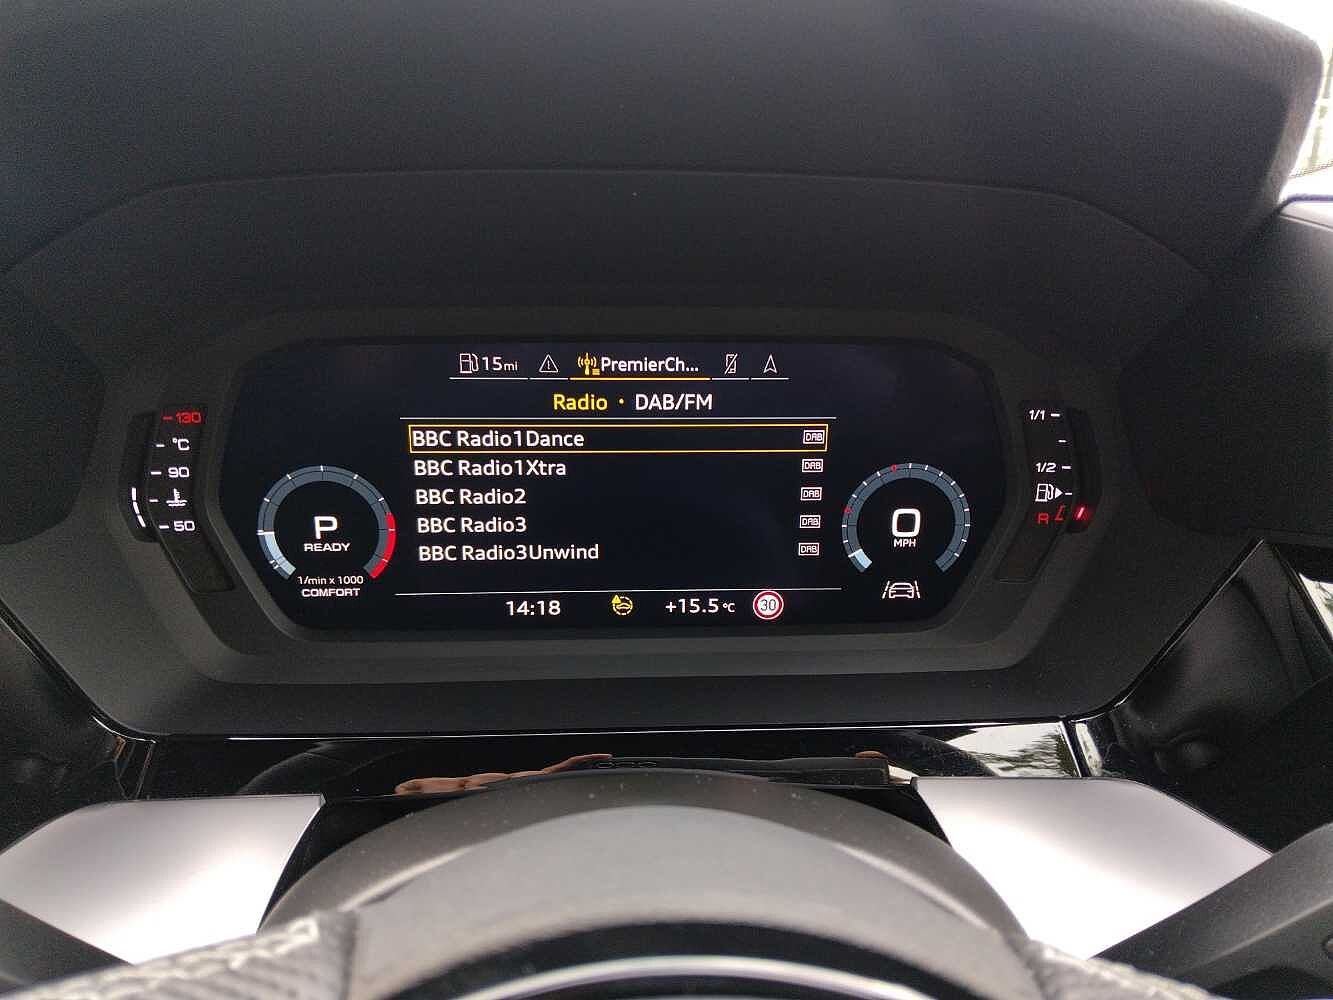 15mi PremierCh...
Radio • DAB/FM
BBC Radio1Dance DAB
BBC Radio1Xtra DAB
BBC Radio2 DAB
BBC Radio3 DAB
BBC Radio3Unwind DAB
14:18 +15.5°C 30
130
°C
90
50
P
READY
1/min x 1000
COMFORT
0
MPH
1/1
1/2
R